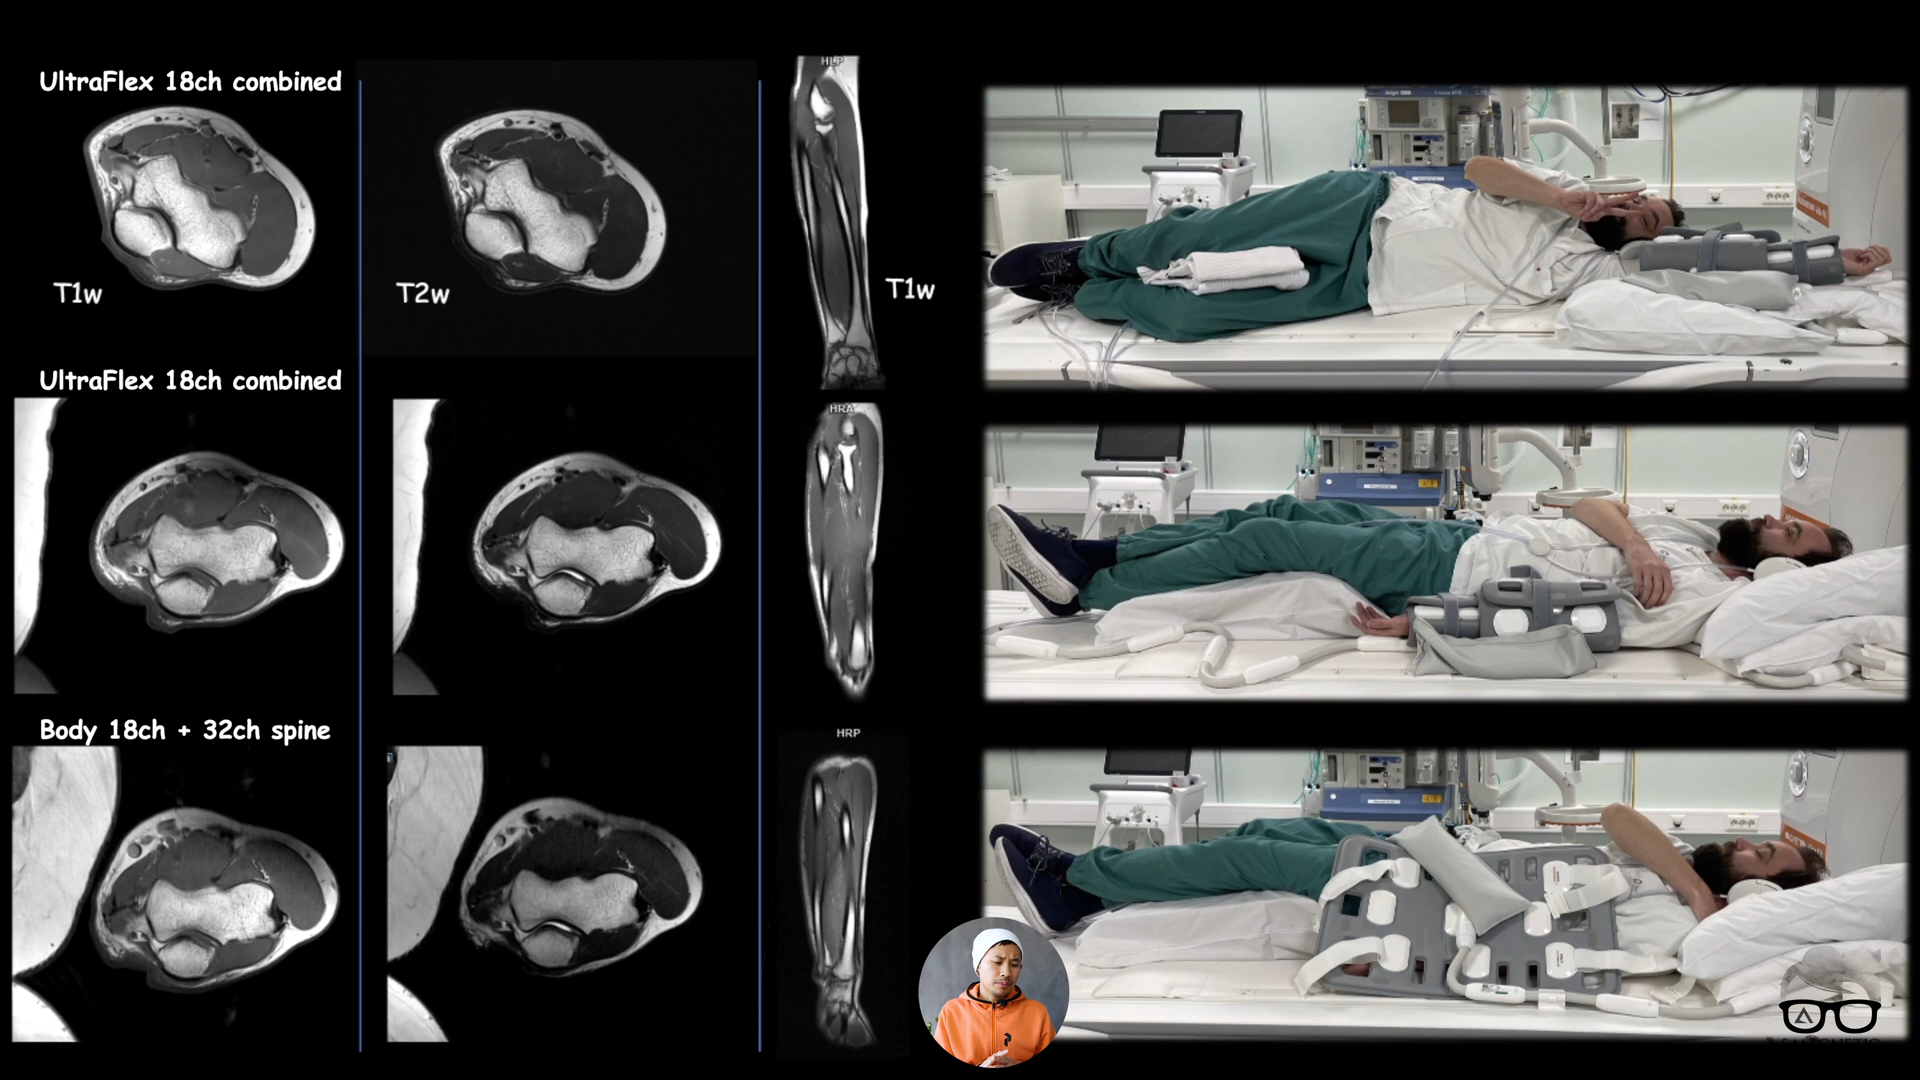 UltraFlex 18ch combined
T1w
T2w
HLP
T1w
UltraFlex 18ch combined
HRA
Body 18ch + 32ch spine
HRP